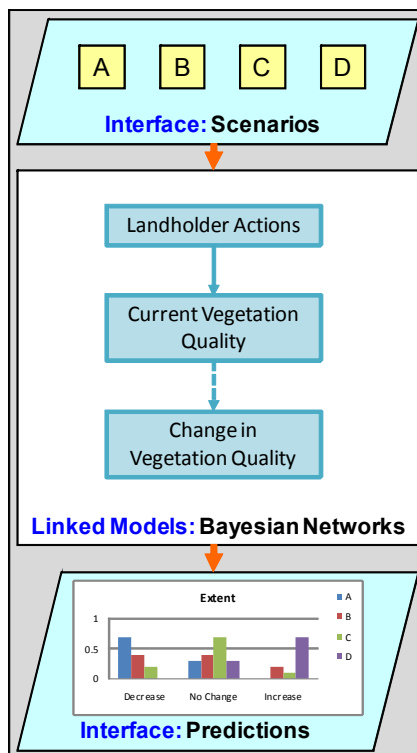 A B C D
Interface: Scenarios
Landholder Actions
Current Vegetation
Quality
Change in
Vegetation Quality
Linked Models: Bayesian Networks
Extent
1
0.5
0
Decrease No Change Increase
A
B
C
D
Interface: Predictions